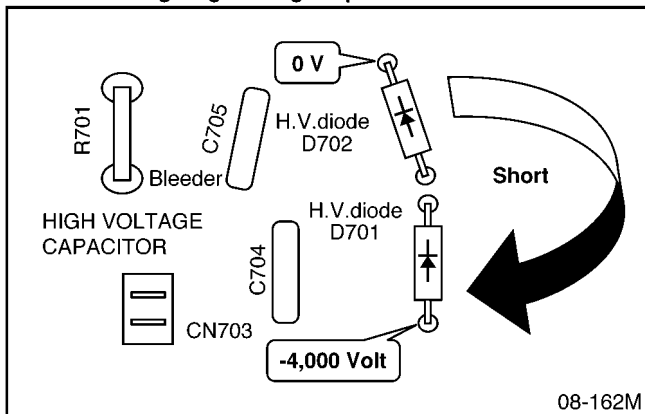 0 V
R701
C705
H.V.diode
D702
Bleeder
Short
HIGH VOLTAGE
CAPACITOR
H.V.diode
D701
C704
CN703
-4,000 Volt
08-162M